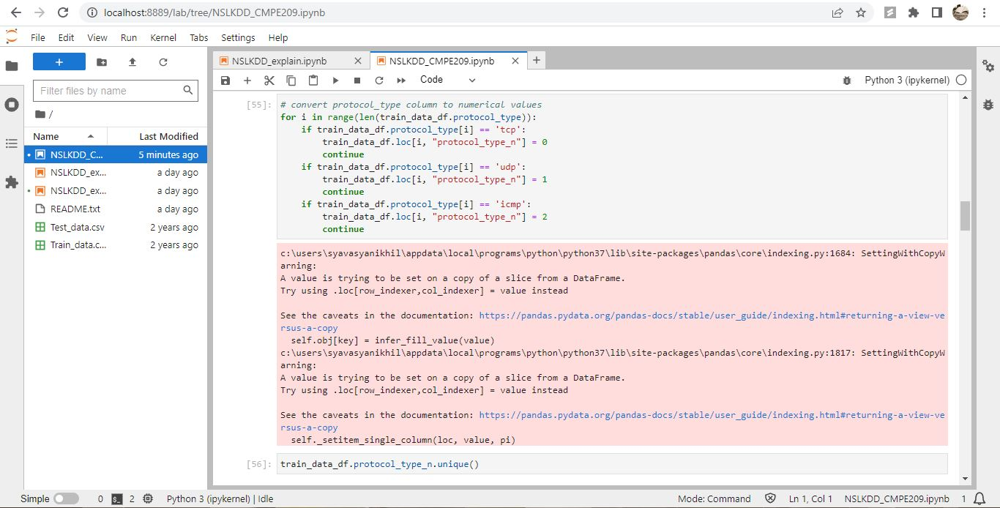 localhost:8889/lab/tree/NSLKDD_CMPE209.ipynb
File Edit View Run Kernel Tabs Settings Help
+
Filter files by name
/
Name Last Modified
NSLKDD_C... 5 minutes ago
NSLKDD_ex... a day ago
NSLKDD_ex... a day ago
README.txt a day ago
Test_data.csv 2 years ago
Train_data.c... 2 years ago
NSLKDD_explain.ipynb NSLKDD_CMPE209.ipynb
Code Python 3 (ipykernel)
[55]: # convert protocol_type column to numerical values
for i in range(len(train_data_df.protocol_type)):
    if train_data_df.protocol_type[i] == 'tcp':
        train_data_df.loc[i, "protocol_type_n"] = 0
        continue
    if train_data_df.protocol_type[i] == 'udp':
        train_data_df.loc[i, "protocol_type_n"] = 1
        continue
    if train_data_df.protocol_type[i] == 'icmp':
        train_data_df.loc[i, "protocol_type_n"] = 2
        continue
c:\users\syavasyanikhil\appdata\local\programs\python\python37\lib\site-packages\pandas\core\indexing.py:1684: SettingWithCopyW
arning:
A value is trying to be set on a copy of a slice from a DataFrame.
Try using .loc[row_indexer,col_indexer] = value instead
See the caveats in the documentation: https://pandas.pydata.org/pandas-docs/stable/user_guide/indexing.html#returning-a-view-ve
rsus-a-copy
  self.obj[key] = infer_fill_value(value)
c:\users\syavasyanikhil\appdata\local\programs\python\python37\lib\site-packages\pandas\core\indexing.py:1817: SettingWithCopyW
arning:
A value is trying to be set on a copy of a slice from a DataFrame.
Try using .loc[row_indexer,col_indexer] = value instead
See the caveats in the documentation: https://pandas.pydata.org/pandas-docs/stable/user_guide/indexing.html#returning-a-view-ve
rsus-a-copy
  self._setitem_single_column(loc, value, pi)
[56]: train_data_df.protocol_type_n.unique()
Simple 0 2 Python 3 (ipykernel) | Idle Mode: Command Ln 1, Col 1 NSLKDD_CMPE209.ipynb 1